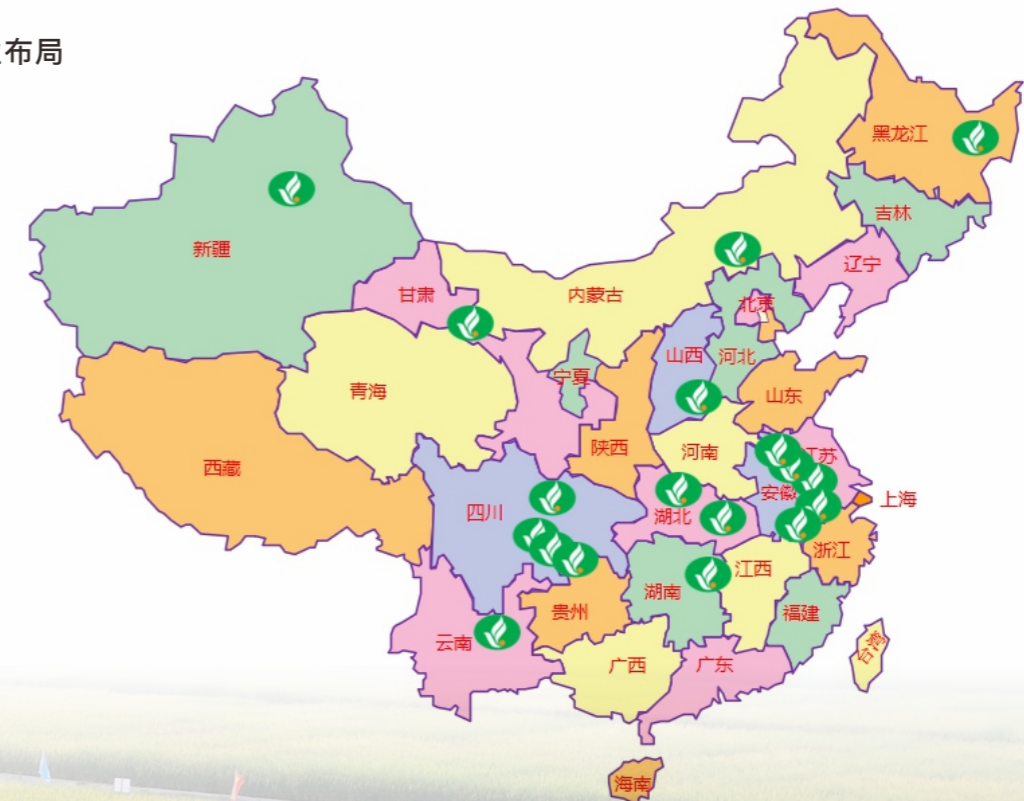 布局
黑龙江
吉林
辽宁
新疆
甘肃
内蒙古
北京
宁夏
山西
河北
青海
山东
陕西
河南
江苏
西藏
四川
安徽
上海
湖北
浙江
江西
湖南
贵州
福建
云南
台湾
广西
广东
海南